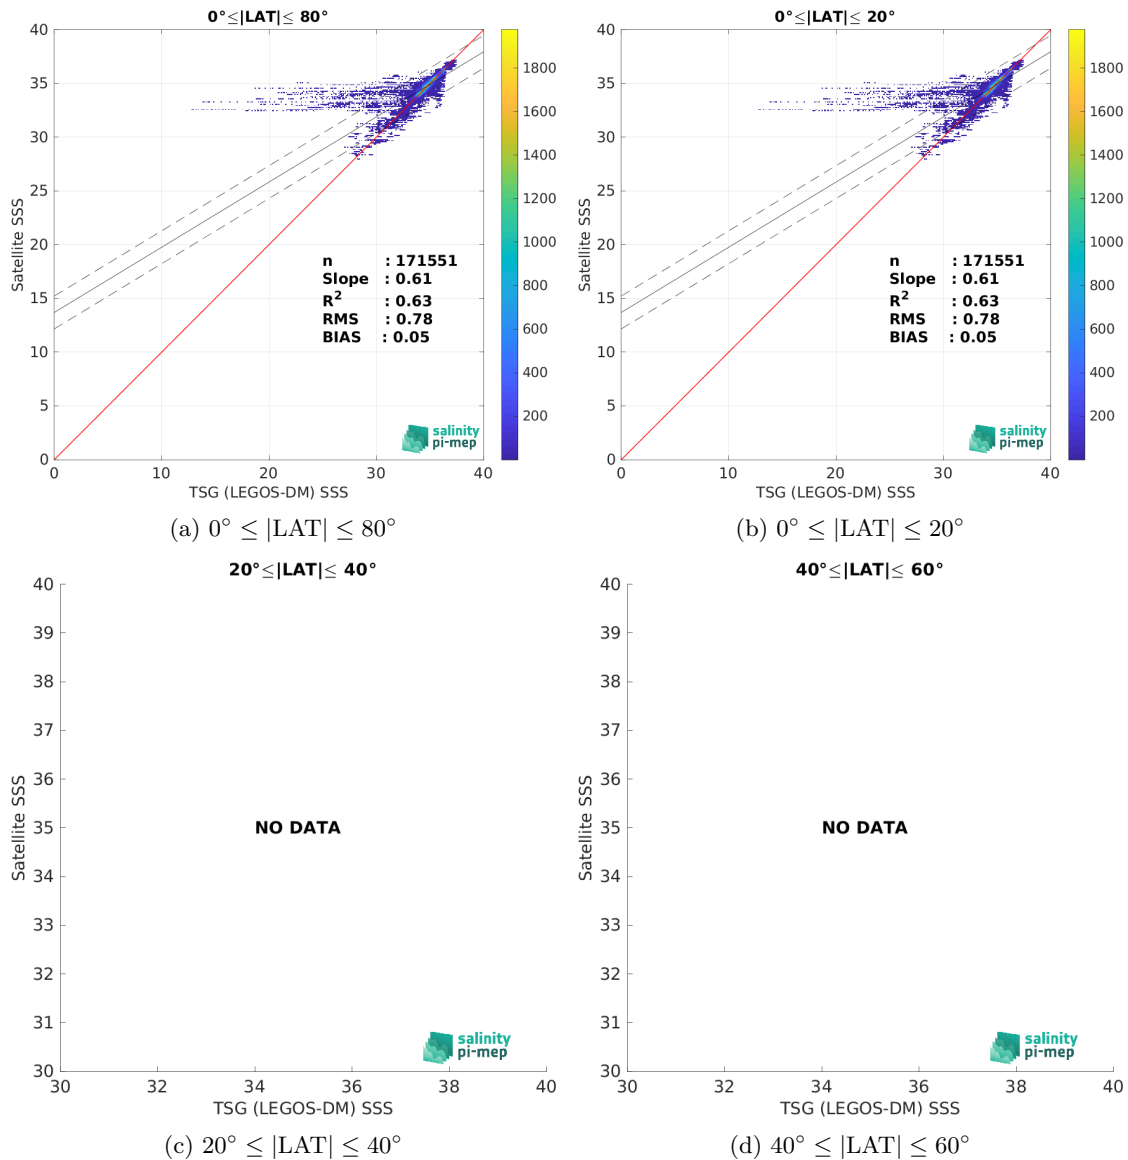 0°≤|LAT|≤ 80°
40
35
30
25
20
15
10
5
0
Satellite SSS
n : 171551
Slope : 0.61
R² : 0.63
RMS : 0.78
BIAS : 0.05
salinity
pi-mep
0 10 20 30 40
TSG (LEGOS-DM) SSS
1800
1600
1400
1200
1000
800
600
400
200
(a) 0° ≤ |LAT| ≤ 80°
0°≤|LAT|≤ 20°
40
35
30
25
20
15
10
5
0
Satellite SSS
n : 171551
Slope : 0.61
R² : 0.63
RMS : 0.78
BIAS : 0.05
salinity
pi-mep
0 10 20 30 40
TSG (LEGOS-DM) SSS
1800
1600
1400
1200
1000
800
600
400
200
(b) 0° ≤ |LAT| ≤ 20°
20°≤|LAT|≤ 40°
40
39
38
37
36
35
34
33
32
31
30
Satellite SSS
NO DATA
salinity
pi-mep
30 32 34 36 38 40
TSG (LEGOS-DM) SSS
(c) 20° ≤ |LAT| ≤ 40°
40°≤|LAT|≤ 60°
40
39
38
37
36
35
34
33
32
31
30
Satellite SSS
NO DATA
salinity
pi-mep
30 32 34 36 38 40
TSG (LEGOS-DM) SSS
(d) 40° ≤ |LAT| ≤ 60°